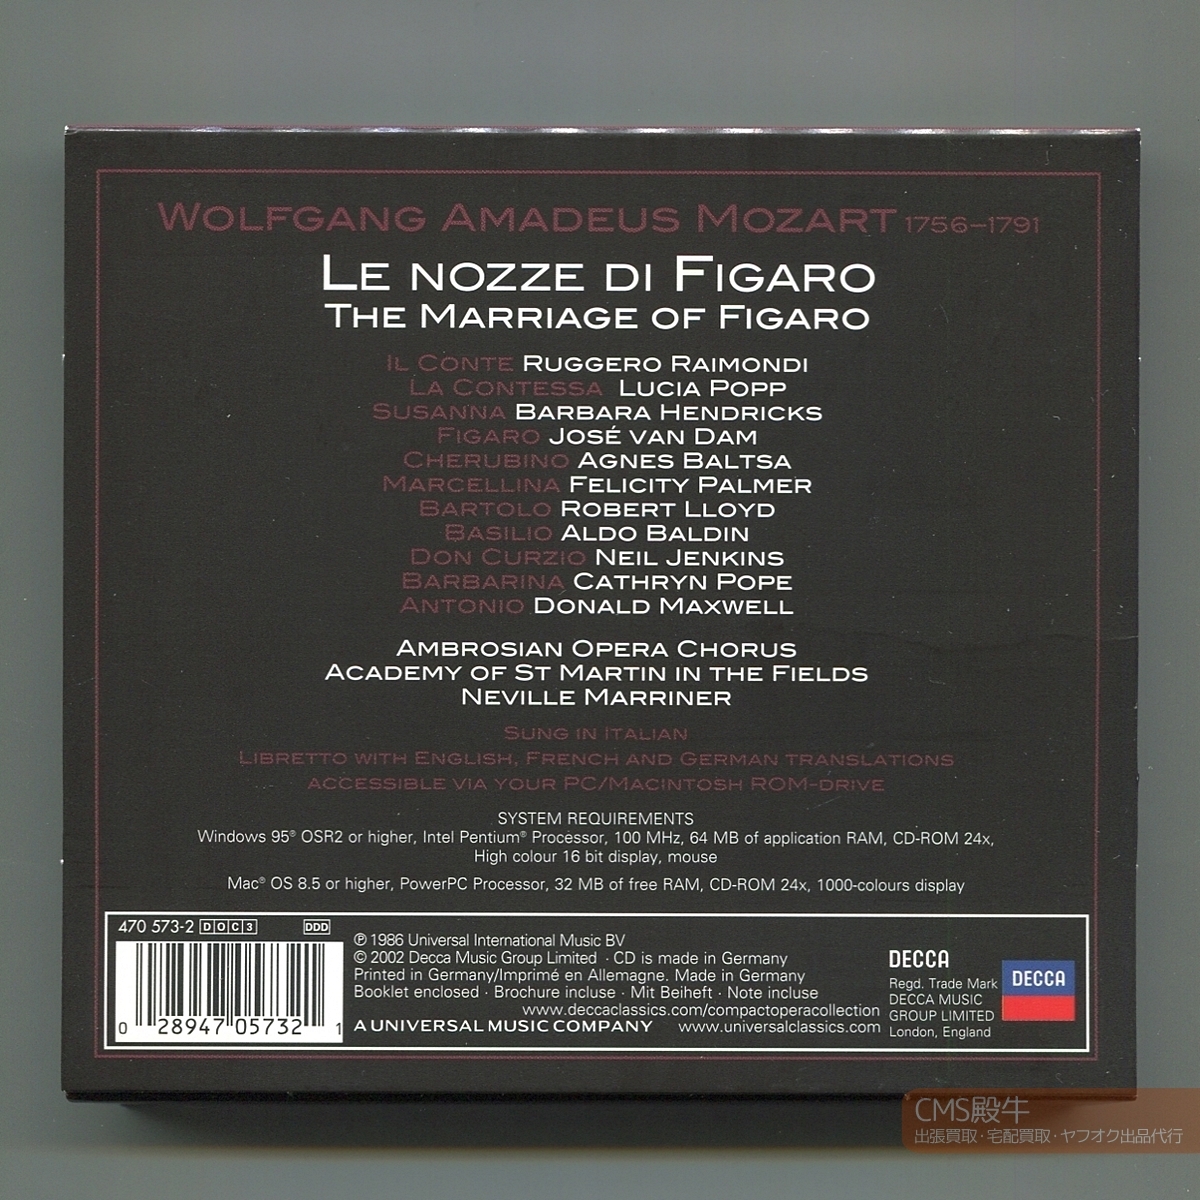 WOLFGANG AMADEUS MOZART 1756–1791
LE NOZZE DI FIGARO
THE MARRIAGE OF FIGARO
IL CONTE RUGGERO RAIMONDI
LA CONTESSA LUCIA POPP
SUSANNA BARBARA HENDRICKS
FIGARO JOSÉ VAN DAM
CHERUBINO AGNES BALTSA
MARCELLINA FELICITY PALMER
BARTOLO ROBERT LLOYD
BASILIO ALDO BALDIN
DON CURZIO NEIL JENKINS
BARBARINA CATHRYN POPE
ANTONIO DONALD MAXWELL
AMBROSIAN OPERA CHORUS
ACADEMY OF ST MARTIN IN THE FIELDS
NEVILLE MARRINER
SUNG IN ITALIAN
LIBRETTO WITH ENGLISH, FRENCH AND GERMAN TRANSLATIONS
ACCESSIBLE VIA YOUR PC/MACINTOSH ROM-DRIVE
SYSTEM REQUIREMENTS
Windows 95® OSR2 or higher, Intel Pentium® Processor, 100 MHz, 64 MB of application RAM, CD-ROM 24x,
High colour 16 bit display, mouse
Mac® OS 8.5 or higher, PowerPC Processor, 32 MB of free RAM, CD-ROM 24x, 1000-colours display
470 573-2 DOC3 DDD
0 28947 05732 1
℗ 1986 Universal International Music BV
© 2002 Decca Music Group Limited · CD is made in Germany
Printed in Germany/Imprimé en Allemagne. Made in Germany
Booklet enclosed · Brochure incluse · Mit Beiheft · Note incluse
www.deccaclassics.com/compactoperacollection
A UNIVERSAL MUSIC COMPANY www.universalclassics.com
DECCA
Regd. Trade Mark
DECCA MUSIC
GROUP LIMITED
London, England
DECCA
CMS殿牛
出張買取・宅配買取・ヤフオク出品代行